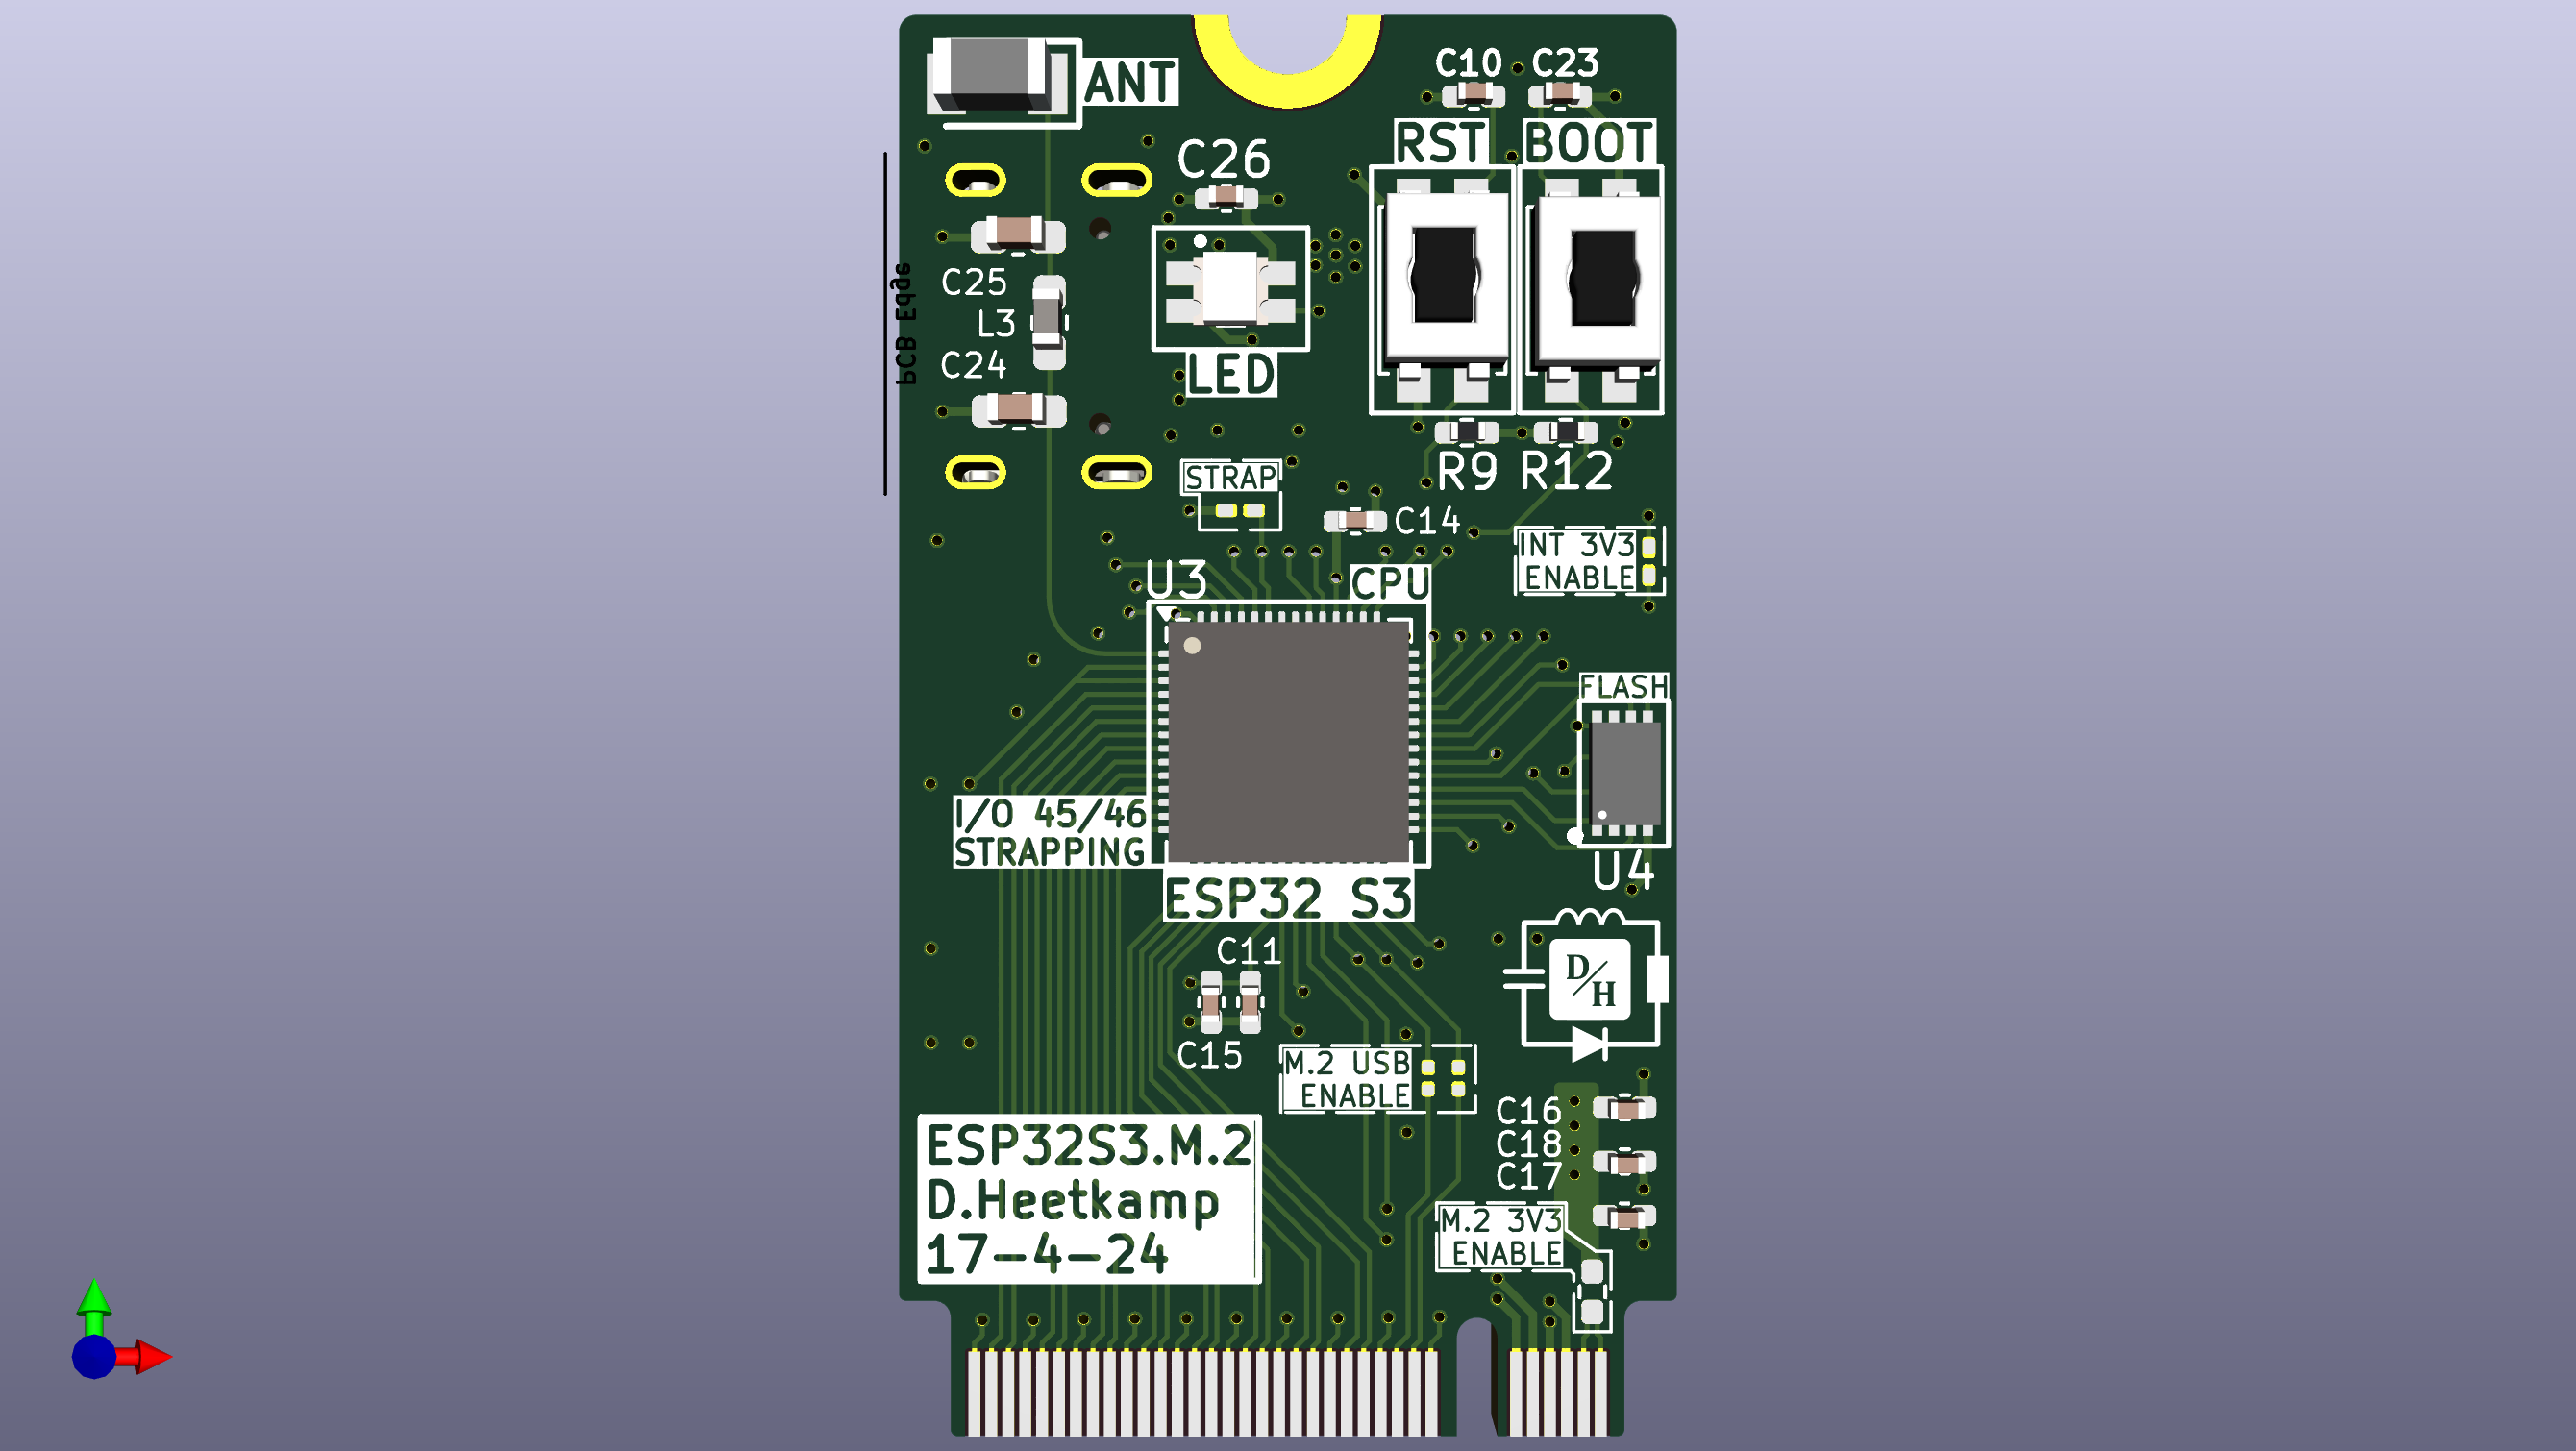 C10 C23
ANT
RST BOOT
C26
C25
PCB Edge
L3
C24
LED
R9 R12
STRAP
C14
INT 3V3
ENABLE
U3 CPU
FLASH
I/O 45/46
STRAPPING
U4
ESP32 S3
C11
D/H
C15
M.2 USB
ENABLE
C16
C18
C17
ESP32S3.M.2
D.Heetkamp
17-4-24
M.2 3V3
ENABLE